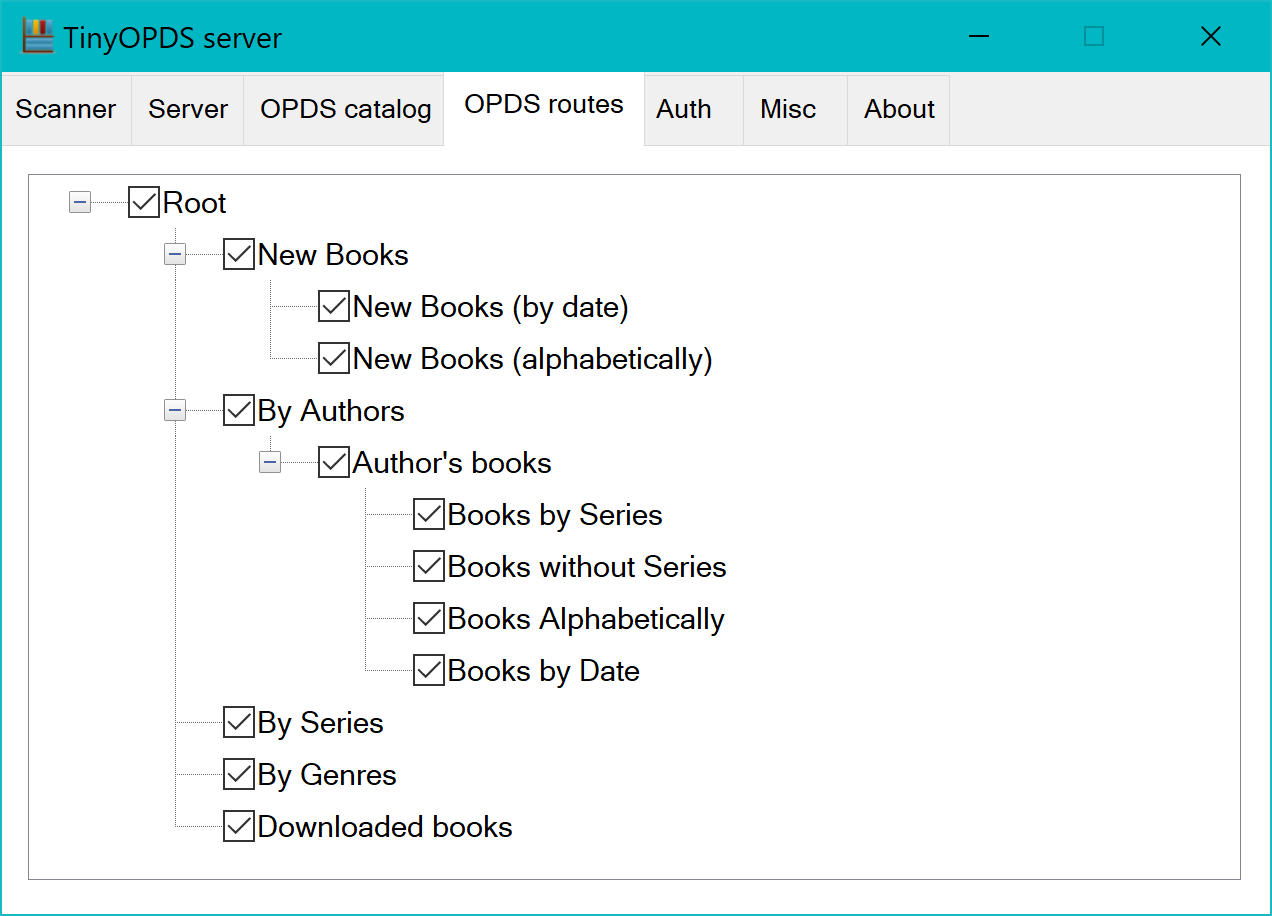 TinyOPDS server
Scanner Server OPDS catalog OPDS routes Auth Misc About
Root
New Books
New Books (by date)
New Books (alphabetically)
By Authors
Author's books
Books by Series
Books without Series
Books Alphabetically
Books by Date
By Series
By Genres
Downloaded books